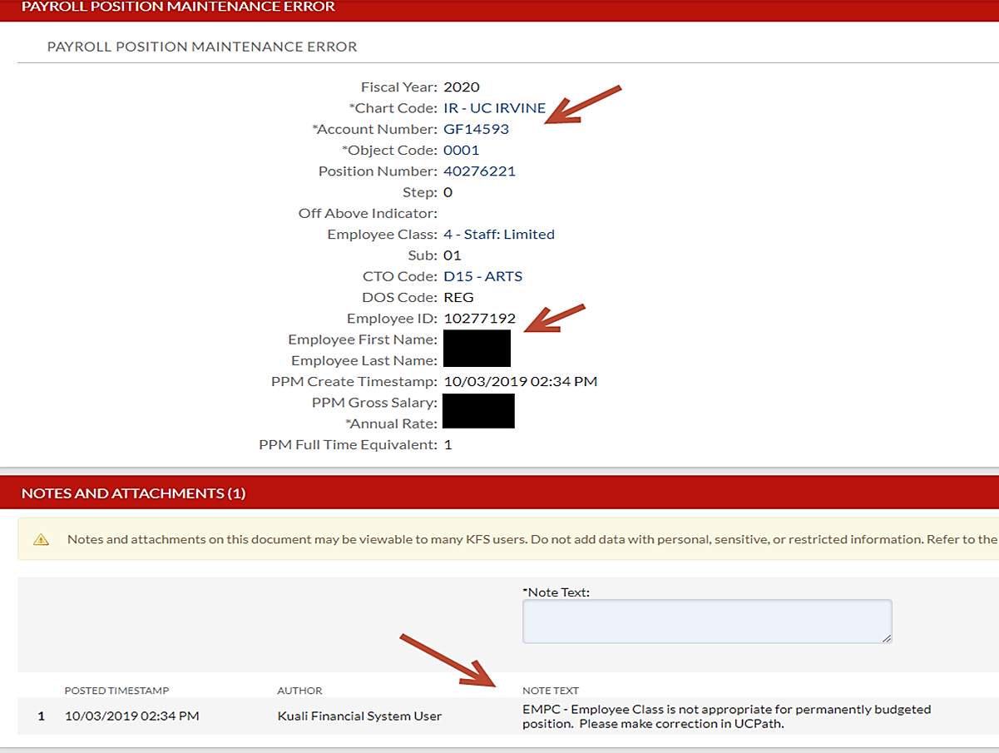 PAYROLL POSITION MAINTENANCE ERROR
PAYROLL POSITION MAINTENANCE ERROR
Fiscal Year: 2020
*Chart Code: IR - UC IRVINE
*Account Number: GF14593
*Object Code: 0001
Position Number: 40276221
Step: 0
Off Above Indicator:
Employee Class: 4 - Staff: Limited
Sub: 01
CTO Code: D15 - ARTS
DOS Code: REG
Employee ID: 10277192
Employee First Name:
Employee Last Name:
PPM Create Timestamp: 10/03/2019 02:34 PM
PPM Gross Salary:
*Annual Rate:
PPM Full Time Equivalent: 1
NOTES AND ATTACHMENTS (1)
Notes and attachments on this document may be viewable to many KFS users. Do not add data with personal, sensitive, or restricted information. Refer to the
*Note Text:
POSTED TIMESTAMP AUTHOR NOTE TEXT
1 10/03/2019 02:34 PM Kuali Financial System User EMPC - Employee Class is not appropriate for permanently budgeted
position. Please make correction in UCPath.